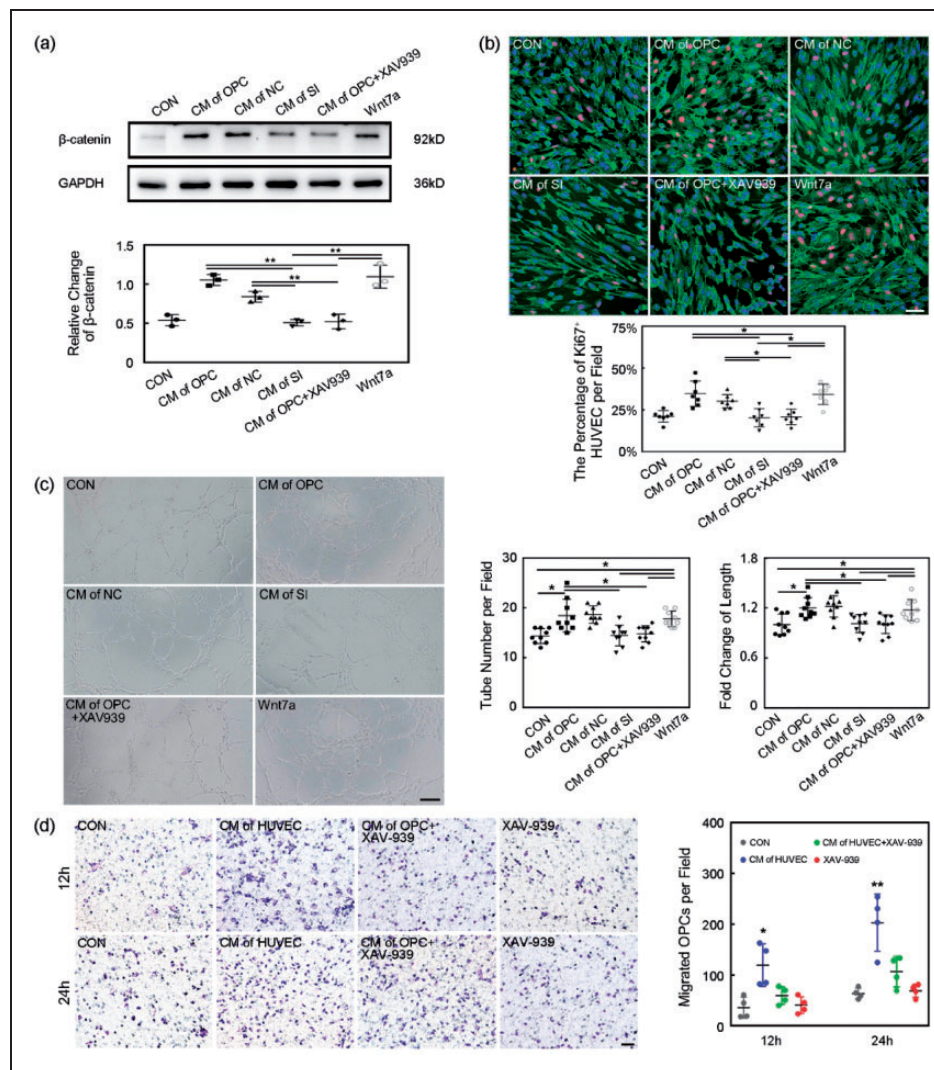 (a)
CON
CM of OPC
CM of NC
CM of SI
CM of OPC+XAV939
Wnt7a
β-catenin
92kD
GAPDH
36kD
Relative Change
of β-catenin
1.5
1.0
0.5
0.0
**
**
**
CON
CM of OPC
CM of NC
CM of SI
CM of OPC+XAV939
Wnt7a
(b)
CON
CM of OPC
CM of NC
CM of SI
CM of OPC+XAV939
Wnt7a
The Percentage of Ki67⁺
HUVEC per Field
75%
50%
25%
0%
*
*
*
CON
CM of OPC
CM of NC
CM of SI
CM of OPC+XAV939
Wnt7a
(c)
CON
CM of OPC
CM of NC
CM of SI
CM of OPC
+XAV939
Wnt7a
Tube Number per Field
30
20
10
0
*
*
*
CON
CM of OPC
CM of NC
CM of SI
CM of OPC+XAV939
Wnt7a
Fold Change of Length
1.8
1.2
0.6
0.0
*
*
*
CON
CM of OPC
CM of NC
CM of SI
CM of OPC+XAV939
Wnt7a
(d)
12h
CON
CM of HUVEC
CM of OPC+
XAV-939
XAV-939
24h
CON
CM of HUVEC
CM of OPC+
XAV-939
XAV-939
Migrated OPCs per Field
400
300
200
100
0
CON
CM of HUVEC+XAV-939
CM of HUVEC
XAV-939
*
**
12h
24h